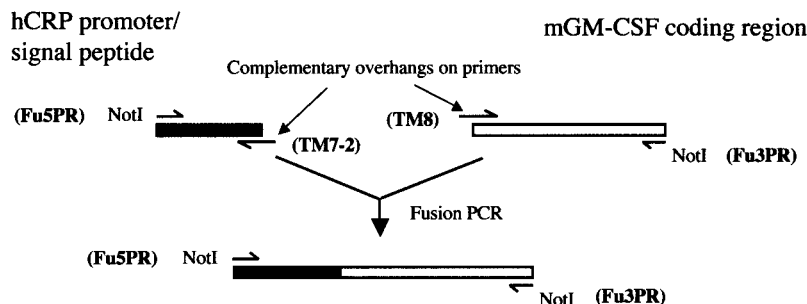 hCRP promoter/
signal peptide
mGM-CSF coding region
Complementary overhangs on primers
(Fu5PR) NotI
(TM7-2)
(TM8)
NotI (Fu3PR)
Fusion PCR
(Fu5PR) NotI
NotI (Fu3PR)